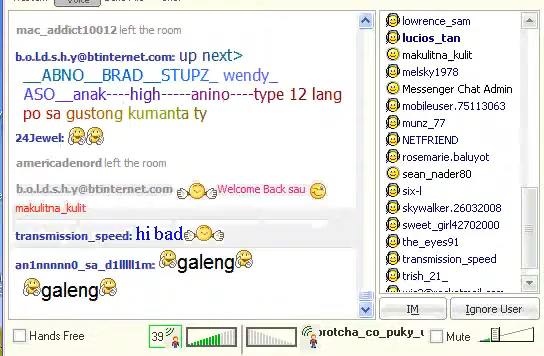 Voice
mac_addict10012 left the room
b.o.l.d.s.h.y@btinternet.com: up next>
__ABNO__BRAD__STUPZ_ wendy_
ASO__anak----high-----anino----type 12 lang
po sa gustong kumanta ty
24Jewel:
americadenord left the room
b.o.l.d.s.h.y@btinternet.com Welcome Back sau
makulitna_kulit
transmission_speed: hi bad
an1nnnnn0_sa_d1lllll1m: galeng
galeng
lowrence_sam
lucios_tan
makulitna_kulit
melsky1978
Messenger Chat Admin
mobileuser.75113063
munz_77
NETFRIEND
rosemarie.baluyot
sean_nader80
six-l
skywalker.26032008
sweet_girl42702000
the_eyes91
transmission_speed
trish_21_
IM
Ignore User
Hands Free
39
protcha_co_puky_u
Mute